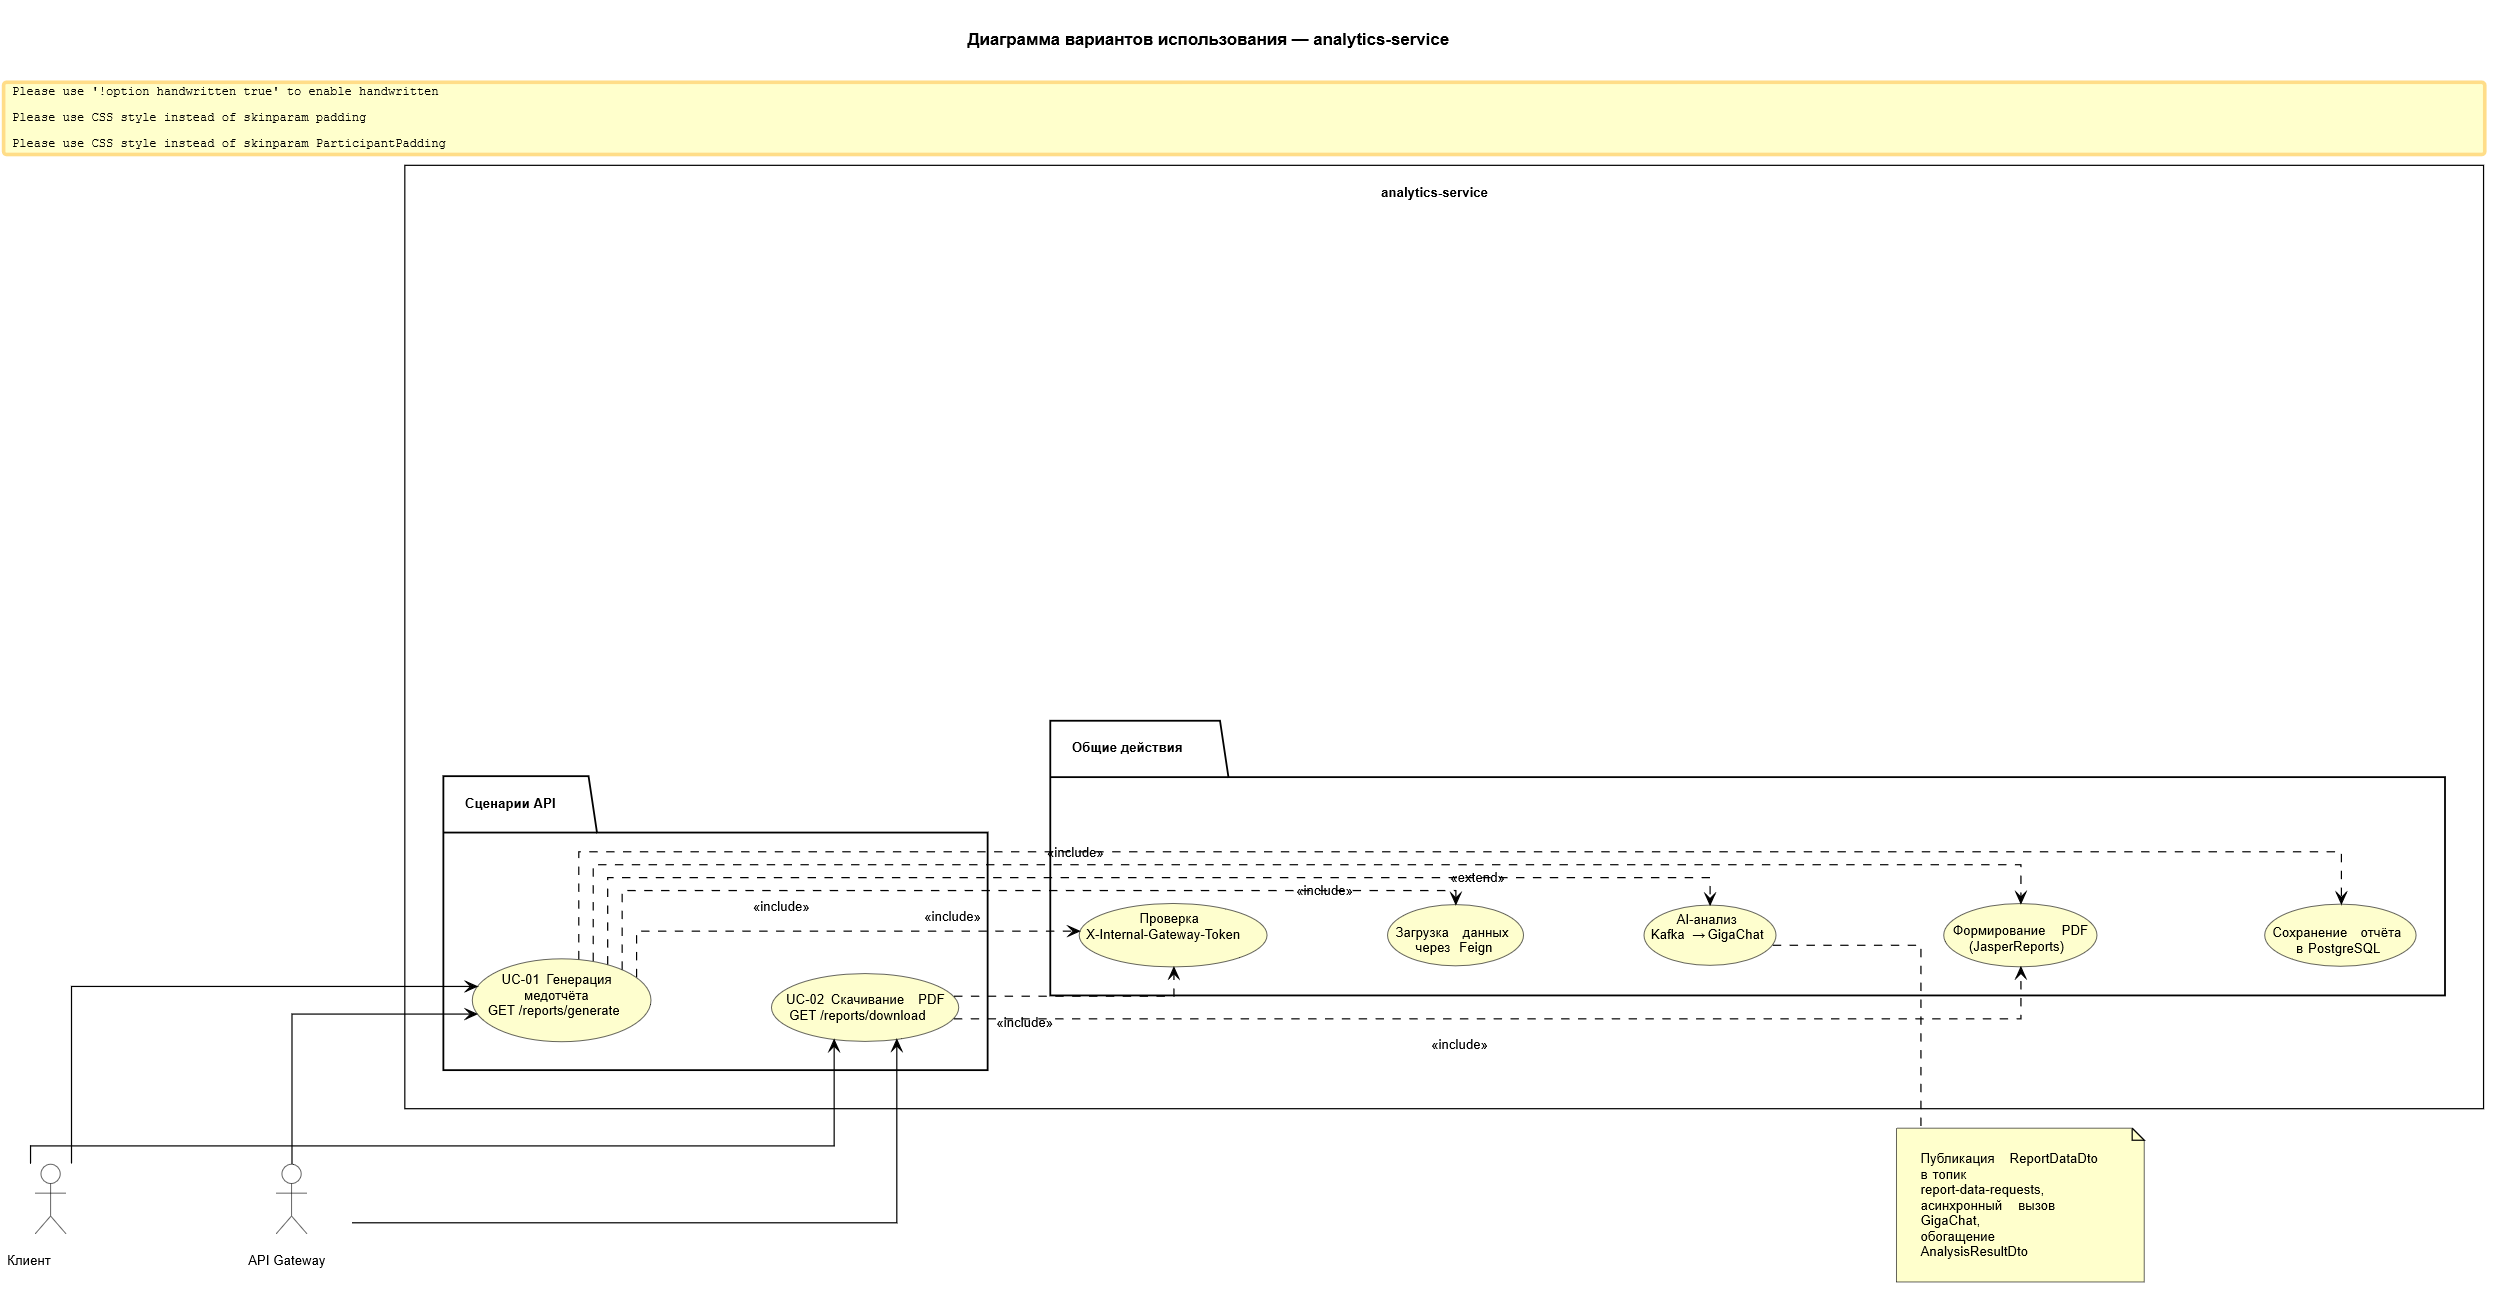 Диаграмма вариантов использования — analytics-service
Please use '!option handwritten true' to enable handwritten
Please use CSS style instead of skinparam padding
Please use CSS style instead of skinparam ParticipantPadding
analytics-service
Общие действия
Сценарии API
«include»
«extend»
«include»
«include»
«include»
Проверка
X-Internal-Gateway-Token
Загрузка данных
через Feign
AI-анализ
Kafka → GigaChat
Формирование PDF
(JasperReports)
Сохранение отчёта
в PostgreSQL
UC-01 Генерация
медотчёта
GET /reports/generate
UC-02 Скачивание PDF
GET /reports/download
«include»
«include»
Публикация ReportDataDto
в топик
report-data-requests,
асинхронный вызов
GigaChat,
обогащение
AnalysisResultDto
Клиент
API Gateway